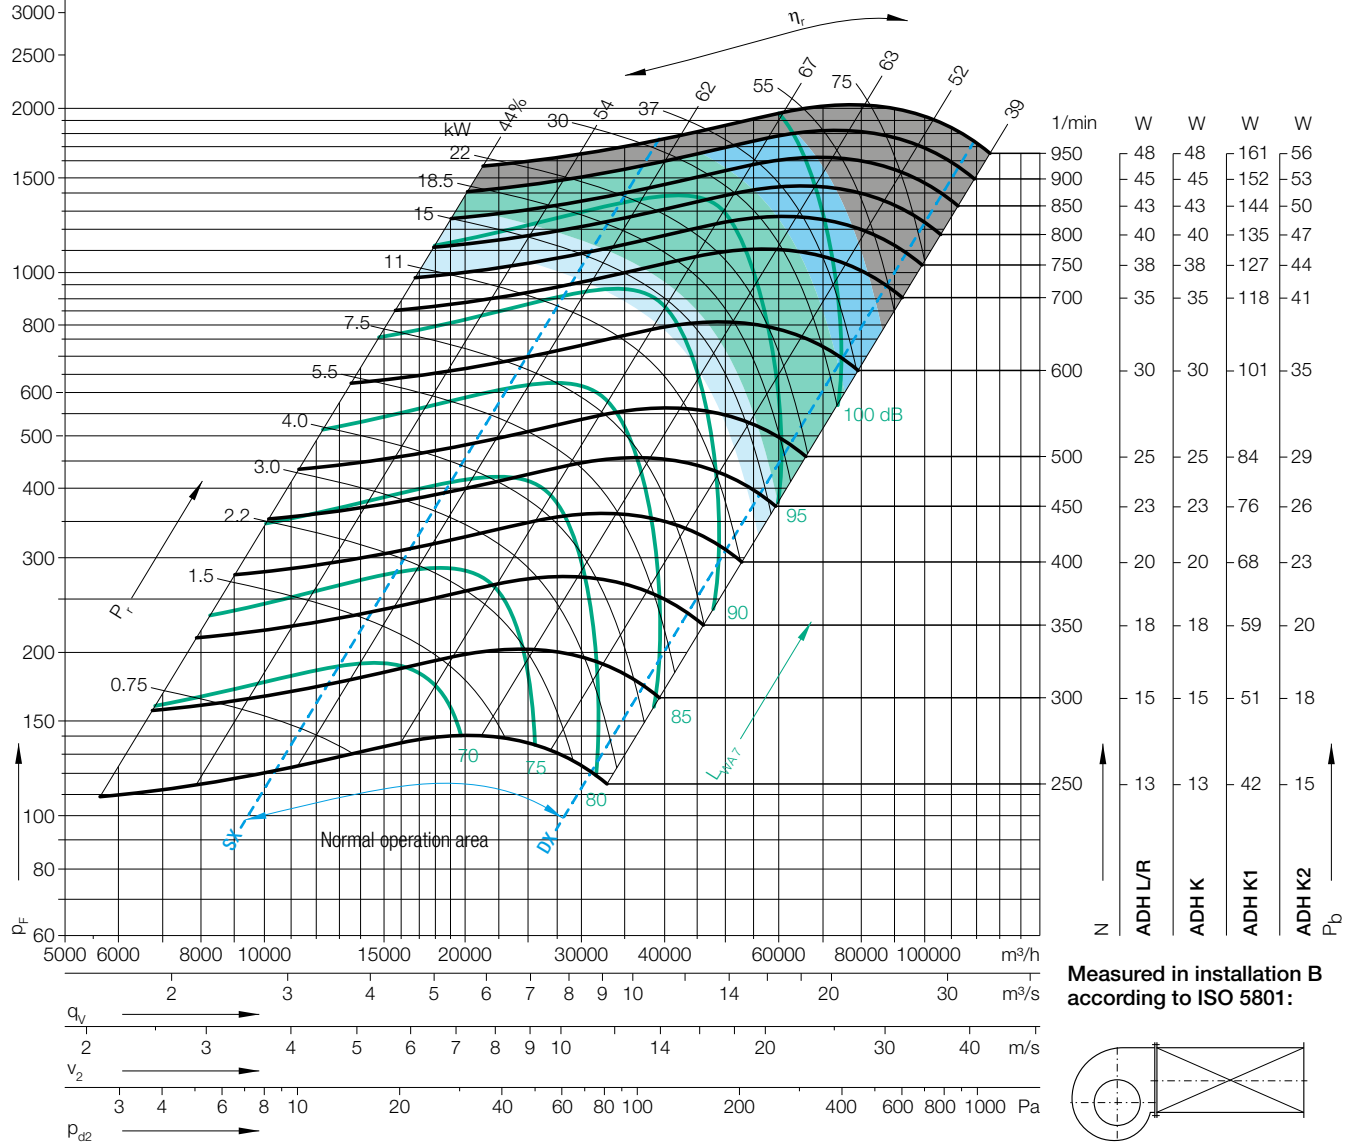 3000
2500
2000
1500
1000
800
600
500
400
300
200
150
100
80
60
pF
ηr
kW
44%
54
62
67
63
52
39
75
55
37
30
22
18.5
15
11
7.5
5.5
4.0
3.0
2.2
1.5
0.75
Pr
100 dB
95
90
85
80
75
70
LWA7
SX
DX
Normal operation area
1/min W W W W
950 48 48 161 56
900 45 45 152 53
850 43 43 144 50
800 40 40 135 47
750 38 38 127 44
700 35 35 118 41
600 30 30 101 35
500 25 25 84 29
450 23 23 76 26
400 20 20 68 23
350 18 18 59 20
300 15 15 51 18
250 13 13 42 15
N ADH L/R ADH K ADH K1 ADH K2 Pb
5000 6000 8000 10000 15000 20000 30000 40000 60000 80000 100000 m³/h
2 3 4 5 6 7 8 9 10 14 20 30 m³/s
qV
2 3 4 5 6 7 8 9 10 14 20 30 40 m/s
v2
3 4 6 8 10 20 40 60 80 100 200 400 600 800 1000 Pa
pd2
Measured in installation B
according to ISO 5801: